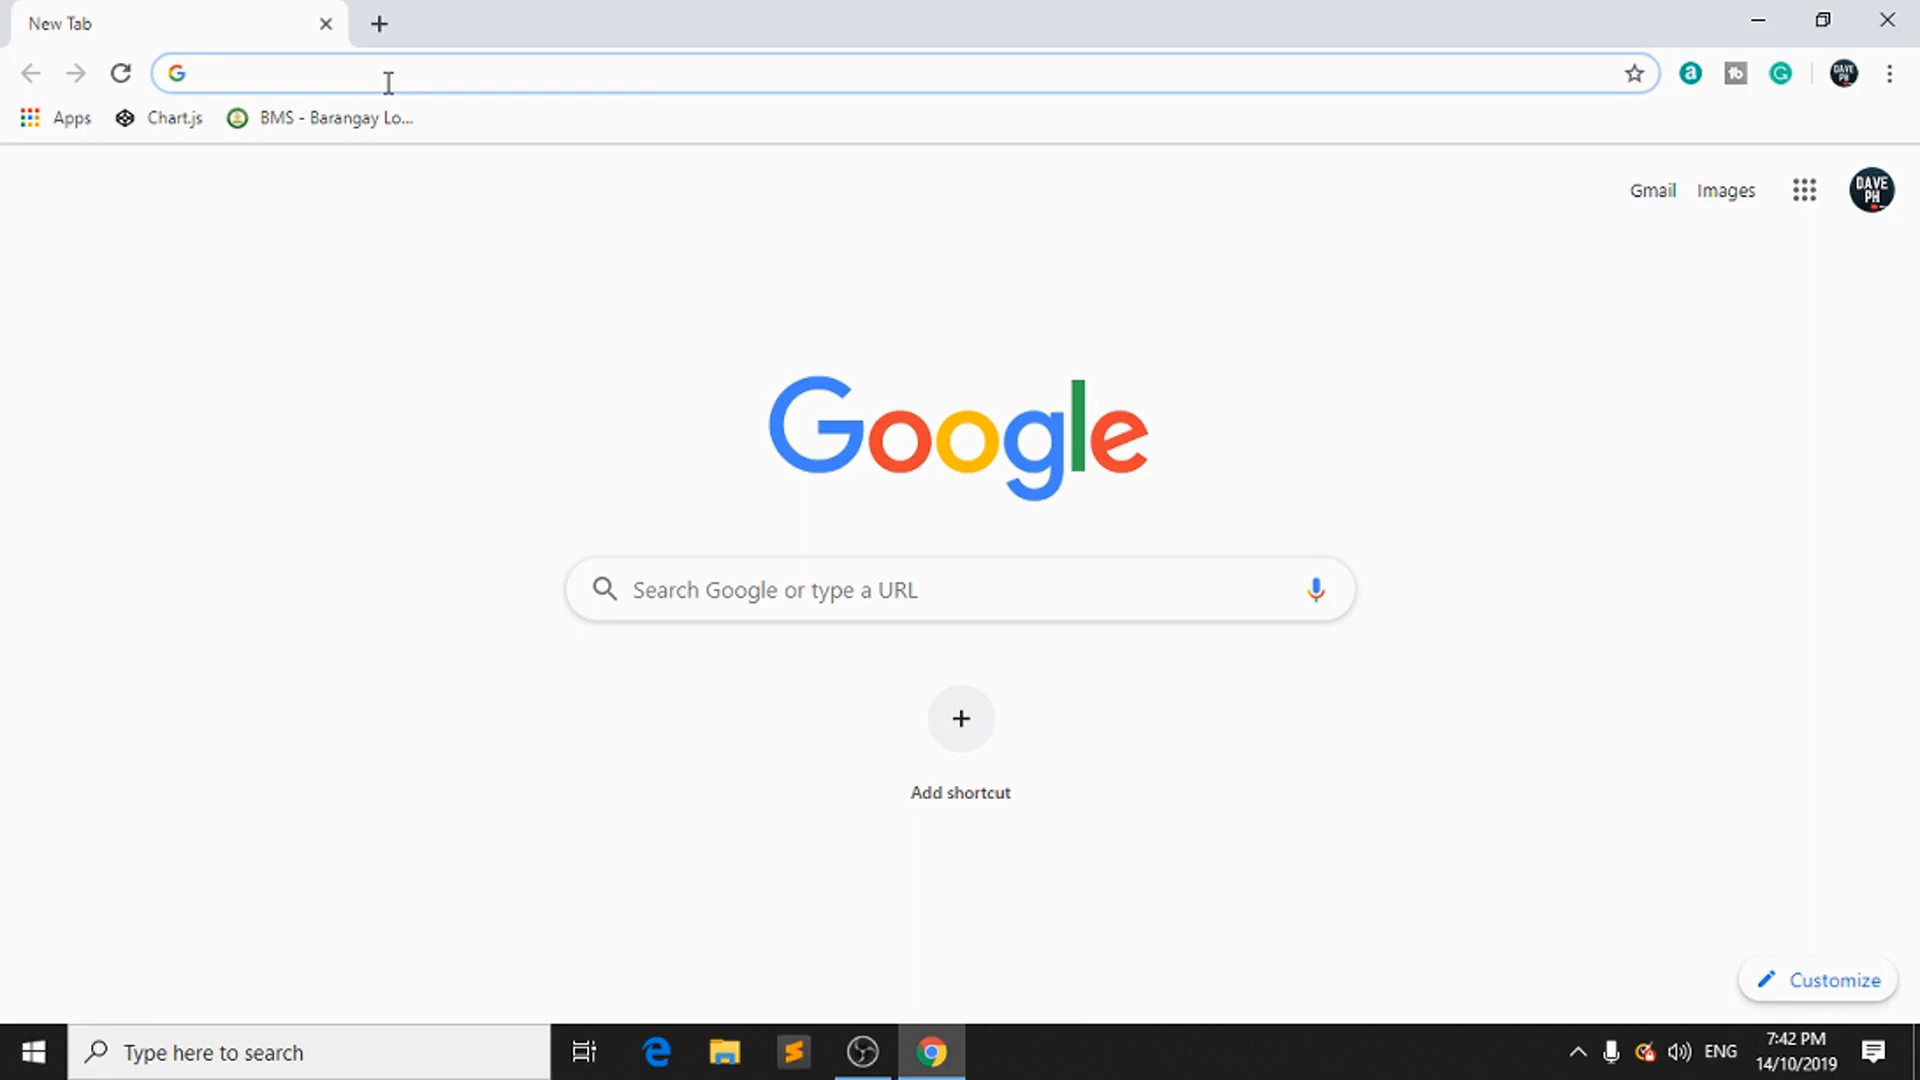 New Tab
Apps
Chart.js
BMS - Barangay Lo...
Gmail
Images
DAVE
PH
Google
Search Google or type a URL
Add shortcut
Customize
Type here to search
ENG
7:42 PM
14/10/2019